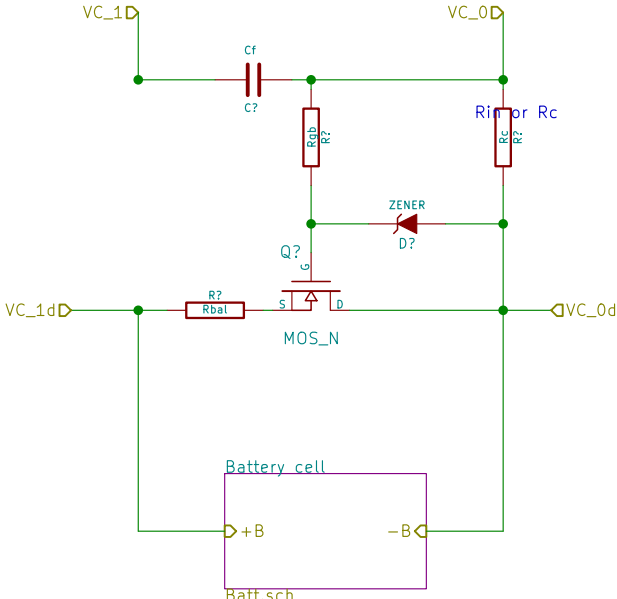 VC_1
VC_0
Cf
C?
Rin or Rc
Rgb
R?
Rc
R?
ZENER
D?
Q?
G
S
D
MOS_N
VC_1d
R?
Rbal
VC_0d
Battery cell
+B
-B
Batt.sch